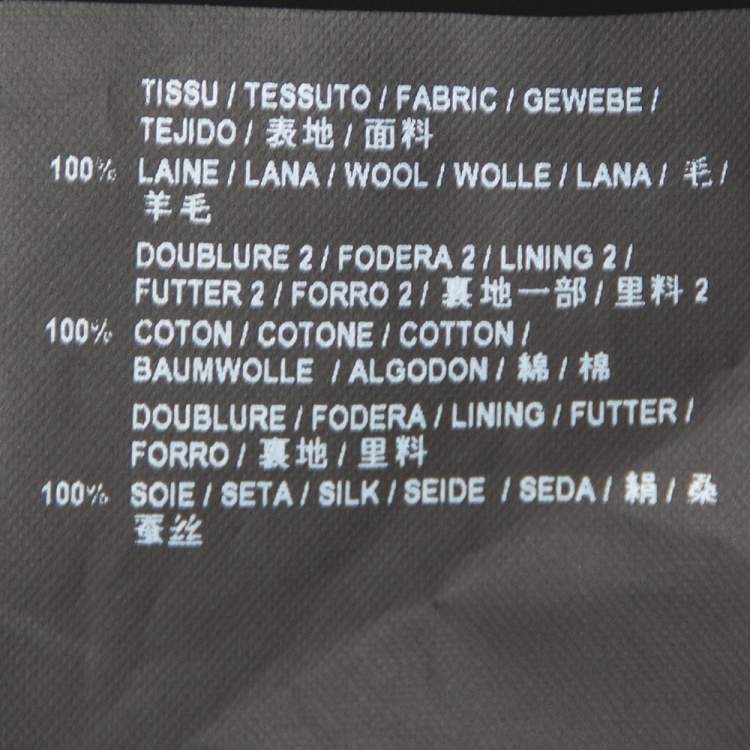 TISSU / TESSUTO / FABRIC / GEWEBE /
TEJIDO / 表地 / 面料
100% LAINE / LANA / WOOL / WOLLE / LANA / 毛 /
羊毛
DOUBLURE 2 / FODERA 2 / LINING 2 /
FUTTER 2 / FORRO 2 / 裏地一部 / 里料 2
100% COTON / COTONE / COTTON /
BAUMWOLLE / ALGODON / 綿 / 棉
DOUBLURE / FODERA / LINING / FUTTER /
FORRO / 裏地 / 里料
100% SOIE / SETA / SILK / SEIDE / SEDA / 絹 / 桑
蚕丝